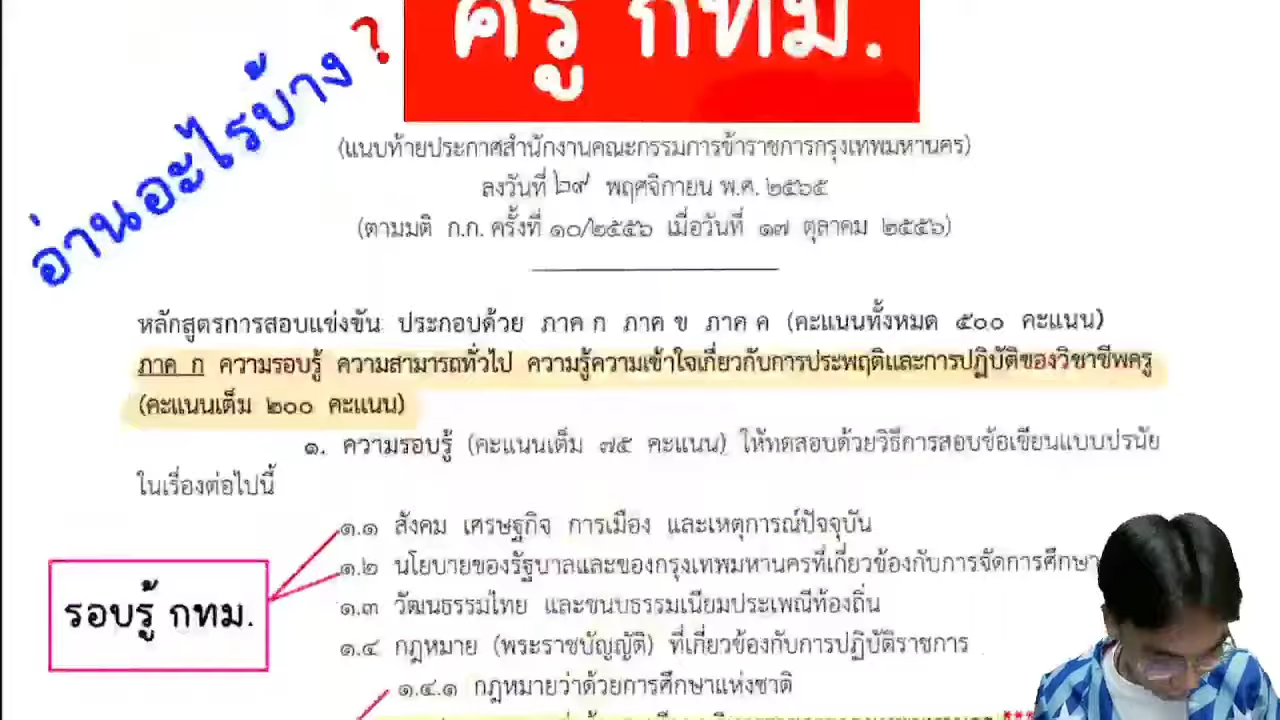 ครู กทม.
อ่านอะไรบ้าง ?
(แนบท้ายประกาศสำนักงานคณะกรรมการข้าราชการกรุงเทพมหานคร)
ลงวันที่ ๒๙ พฤศจิกายน พ.ศ. ๒๕๖๕
(ตามมติ ก.ก. ครั้งที่ ๑๐/๒๕๕๖ เมื่อวันที่ ๑๗ ตุลาคม ๒๕๕๖)
หลักสูตรการสอบแข่งขัน ประกอบด้วย ภาค ก ภาค ข ภาค ค (คะแนนทั้งหมด ๕๐๐ คะแนน)
ภาค ก ความรอบรู้ ความสามารถทั่วไป ความรู้ความเข้าใจเกี่ยวกับการประพฤติและการปฏิบัติของวิชาชีพครู
(คะแนนเต็ม ๒๐๐ คะแนน)
๑. ความรอบรู้ (คะแนนเต็ม ๗๕ คะแนน) ให้ทดสอบด้วยวิธีการสอบข้อเขียนแบบปรนัย
ในเรื่องต่อไปนี้
๑.๑ สังคม เศรษฐกิจ การเมือง และเหตุการณ์ปัจจุบัน
๑.๒ นโยบายของรัฐบาลและของกรุงเทพมหานครที่เกี่ยวข้องกับการจัดการศึกษา
รอบรู้ กทม.
๑.๓ วัฒนธรรมไทย และขนบธรรมเนียมประเพณีท้องถิ่น
๑.๔ กฎหมาย (พระราชบัญญัติ) ที่เกี่ยวข้องกับการปฏิบัติราชการ
๑.๔.๑ กฎหมายว่าด้วยการศึกษาแห่งชาติ